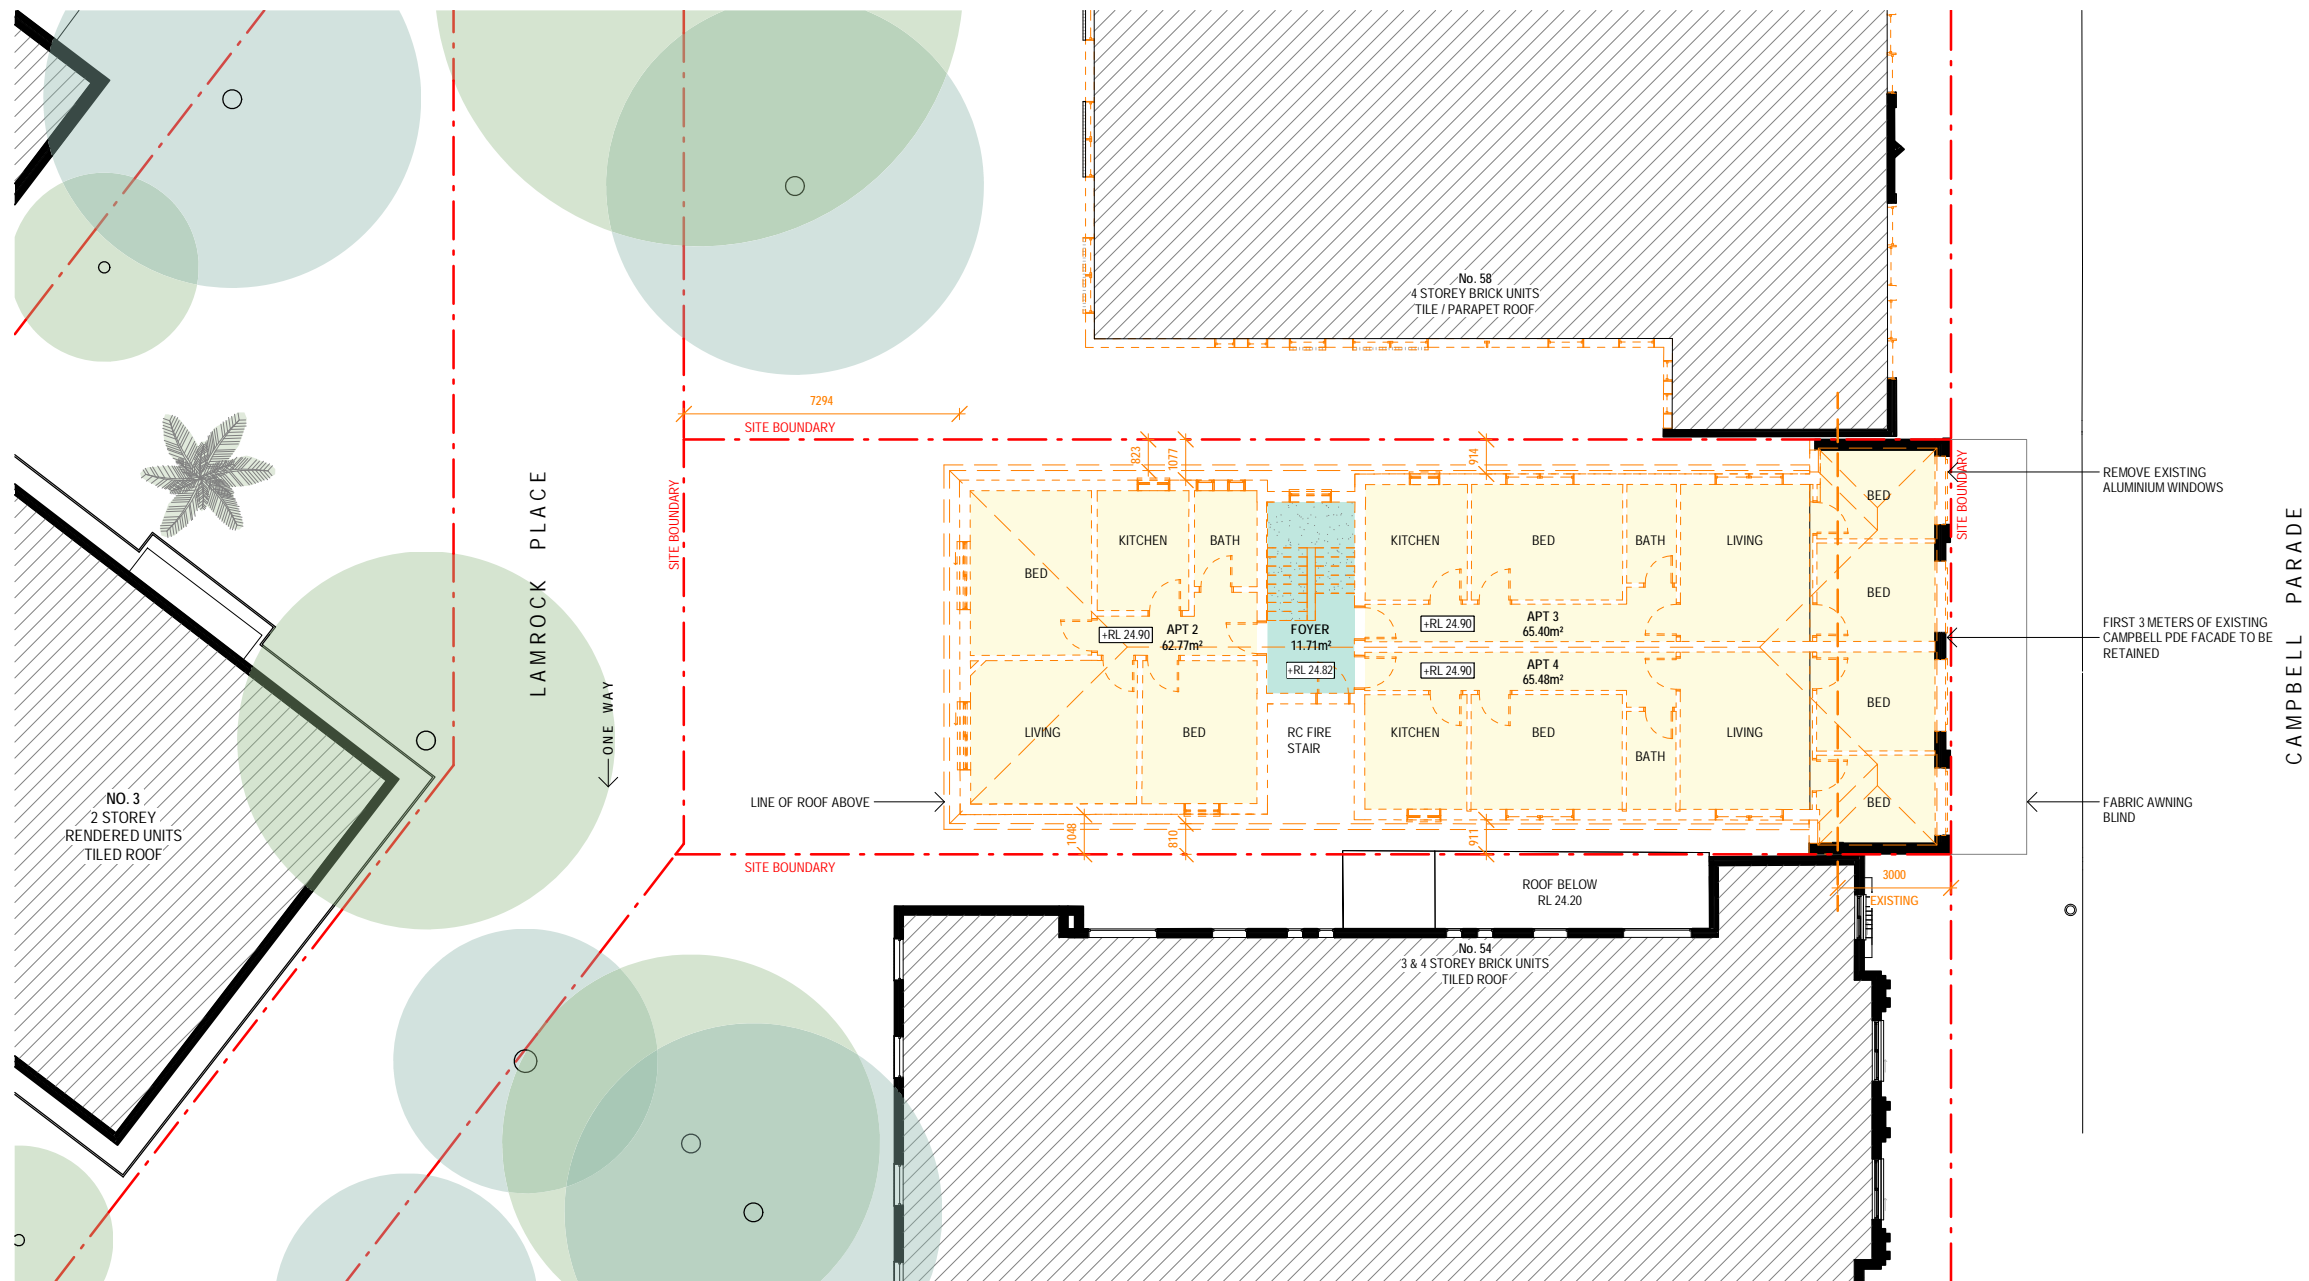 No. 58
4 STOREY BRICK UNITS
TILE / PARAPET ROOF
7294
SITE BOUNDARY
823
1077
914
SITE BOUNDARY
SITE BOUNDARY
REMOVE EXISTING
ALUMINIUM WINDOWS
LAMROCK PLACE
CAMPBELL PARADE
ONE WAY
BED
KITCHEN
BATH
KITCHEN
BED
BATH
LIVING
BED
BED
BED
BED
+RL 24.90
APT 2
62.77m²
FOYER
11.71m²
+RL 24.82
+RL 24.90
APT 3
65.40m²
+RL 24.90
APT 4
65.48m²
FIRST 3 METERS OF EXISTING
CAMPBELL PDE FACADE TO BE
RETAINED
LIVING
BED
RC FIRE
STAIR
KITCHEN
BED
BATH
LIVING
LINE OF ROOF ABOVE
FABRIC AWNING
BLIND
NO. 3
2 STOREY
RENDERED UNITS
TILED ROOF
1048
810
911
SITE BOUNDARY
3000
EXISTING
ROOF BELOW
RL 24.20
No. 54
3 & 4 STOREY BRICK UNITS
TILED ROOF